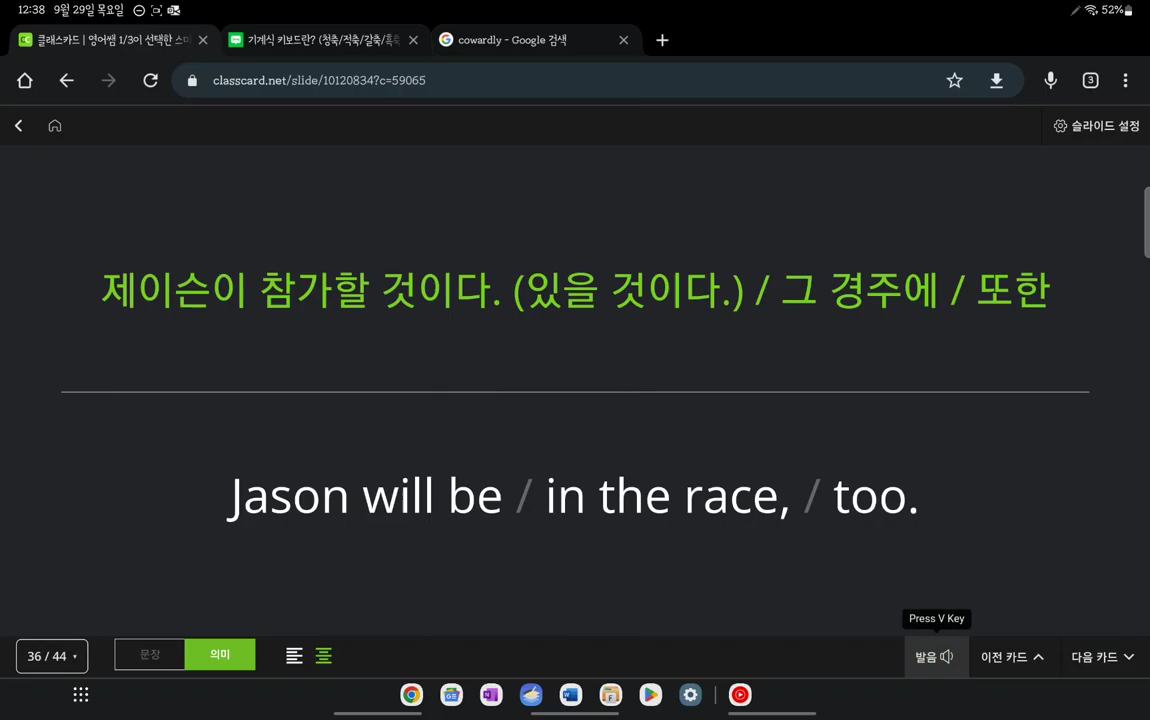 12:38 9월 29일 목요일 52%
클래스카드 | 영어쌤 1/3이 선택한 스마 기계식 키보드란? (청축/적축/갈축/흑축 cowardly - Google 검색
classcard.net/slide/10120834?c=59065 3
슬라이드 설정
제이슨이 참가할 것이다. (있을 것이다.) / 그 경주에 / 또한
Jason will be / in the race, / too.
Press V Key
36 / 44 문장 의미 발음 이전 카드 다음 카드